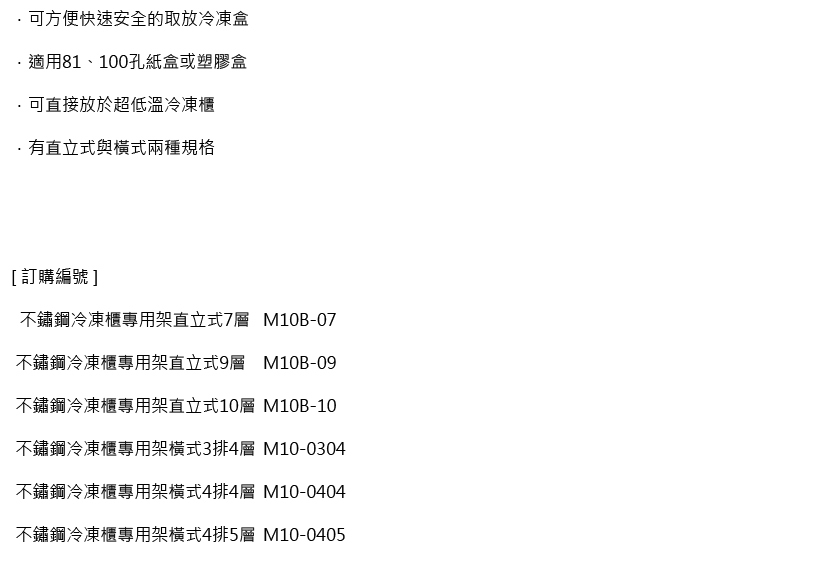 ．可方便快速安全的取放冷凍盒
．適用81、100孔紙盒或塑膠盒
．可直接放於超低溫冷凍櫃
．有直立式與橫式兩種規格
[ 訂購編號 ]
不鏽鋼冷凍櫃專用架直立式7層 M10B-07
不鏽鋼冷凍櫃專用架直立式9層 M10B-09
不鏽鋼冷凍櫃專用架直立式10層 M10B-10
不鏽鋼冷凍櫃專用架橫式3排4層 M10-0304
不鏽鋼冷凍櫃專用架橫式4排4層 M10-0404
不鏽鋼冷凍櫃專用架橫式4排5層 M10-0405